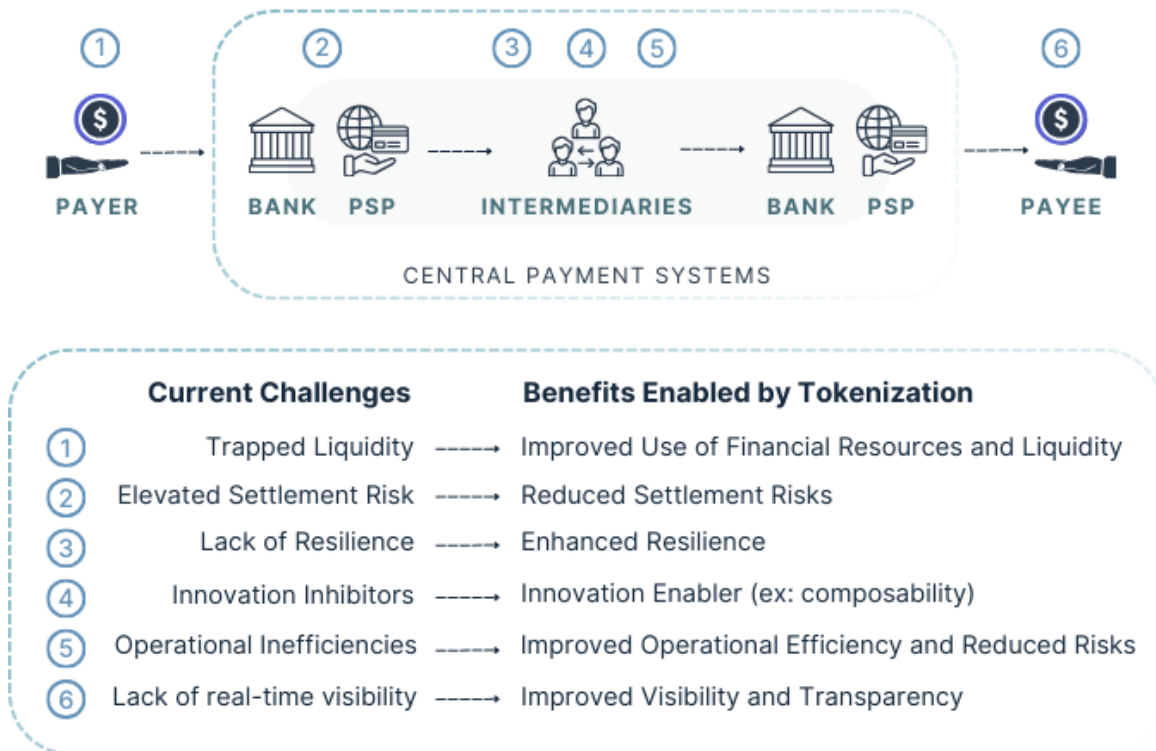 1 2 3 4 5 6
$ $
PAYER BANK PSP INTERMEDIARIES BANK PSP PAYEE
CENTRAL PAYMENT SYSTEMS
Current Challenges Benefits Enabled by Tokenization
1 Trapped Liquidity Improved Use of Financial Resources and Liquidity
2 Elevated Settlement Risk Reduced Settlement Risks
3 Lack of Resilience Enhanced Resilience
4 Innovation Inhibitors Innovation Enabler (ex: composability)
5 Operational Inefficiencies Improved Operational Efficiency and Reduced Risks
6 Lack of real-time visibility Improved Visibility and Transparency